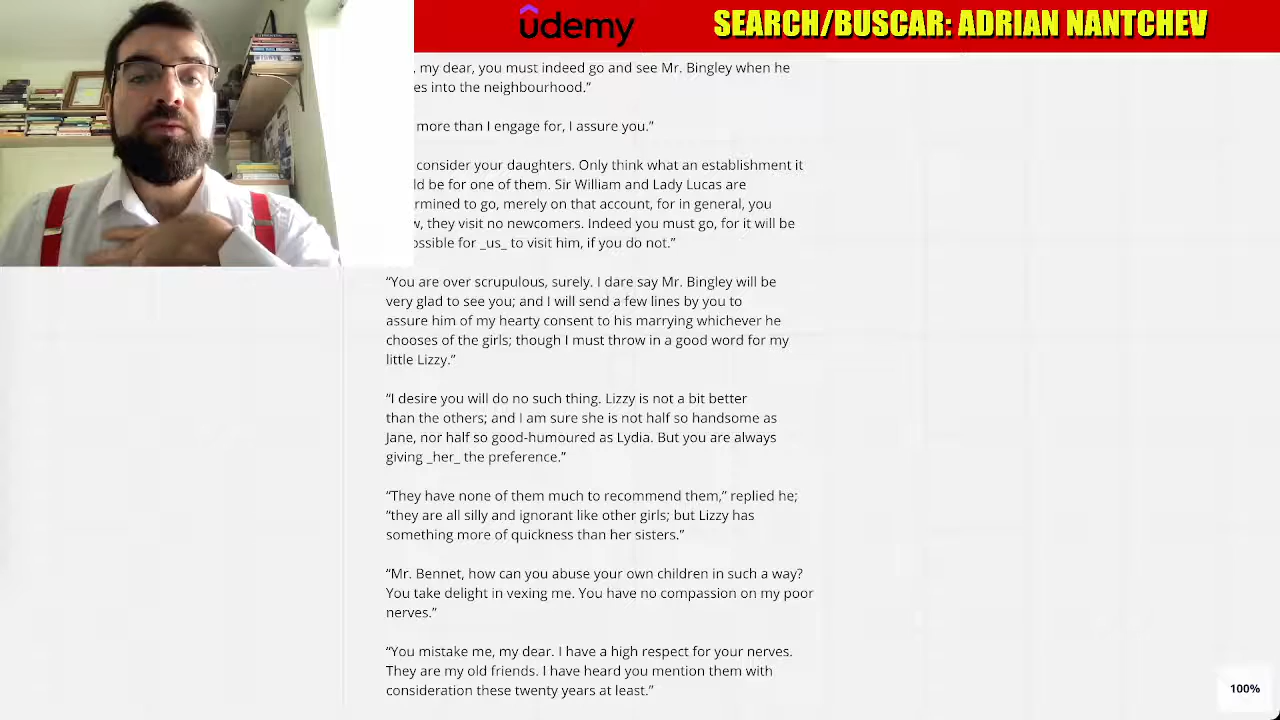 udemy
SEARCH/BUSCAR: ADRIAN NANTCHEV
, my dear, you must indeed go and see Mr. Bingley when he
es into the neighbourhood.”
more than I engage for, I assure you.”
consider your daughters. Only think what an establishment it
ld be for one of them. Sir William and Lady Lucas are
rmined to go, merely on that account, for in general, you
w, they visit no newcomers. Indeed you must go, for it will be
ossible for _us_ to visit him, if you do not.”
“You are over scrupulous, surely. I dare say Mr. Bingley will be
very glad to see you; and I will send a few lines by you to
assure him of my hearty consent to his marrying whichever he
chooses of the girls; though I must throw in a good word for my
little Lizzy.”
“I desire you will do no such thing. Lizzy is not a bit better
than the others; and I am sure she is not half so handsome as
Jane, nor half so good-humoured as Lydia. But you are always
giving _her_ the preference.”
“They have none of them much to recommend them,” replied he;
“they are all silly and ignorant like other girls; but Lizzy has
something more of quickness than her sisters.”
“Mr. Bennet, how can you abuse your own children in such a way?
You take delight in vexing me. You have no compassion on my poor
nerves.”
“You mistake me, my dear. I have a high respect for your nerves.
They are my old friends. I have heard you mention them with
consideration these twenty years at least.”
100%